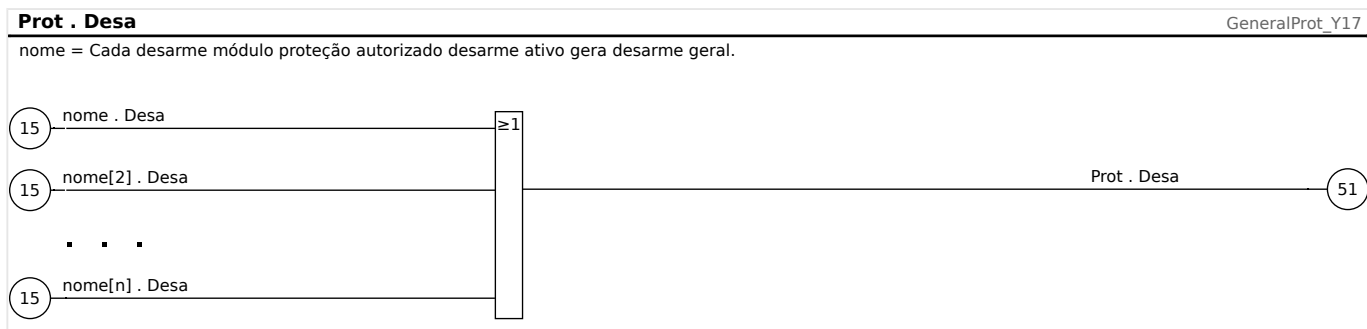 Prot . Desa
GeneralProt_Y17
nome = Cada desarme módulo proteção autorizado desarme ativo gera desarme geral.
15
nome . Desa
≥1
15
nome[2] . Desa
Prot . Desa
51
. . .
15
nome[n] . Desa